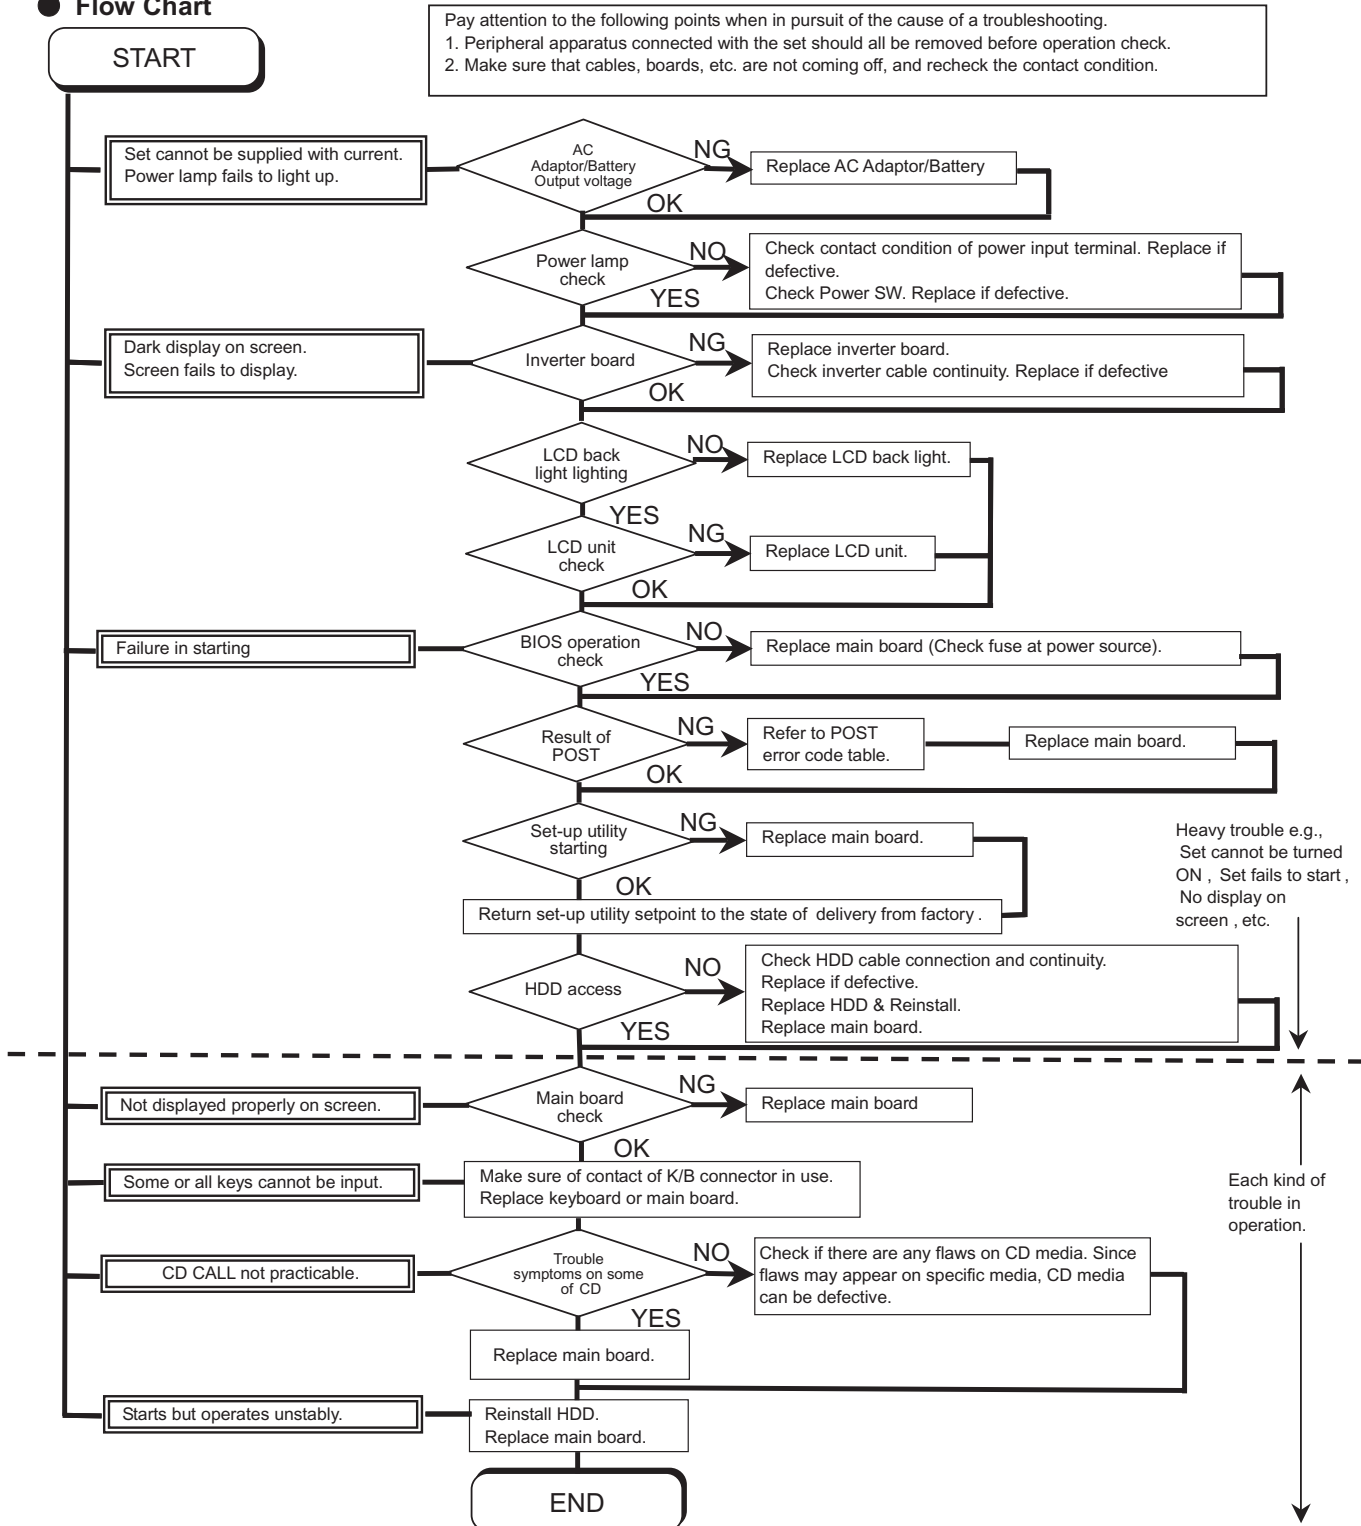 ● Flow Chart
START
Pay attention to the following points when in pursuit of the cause of a troubleshooting.
1. Peripheral apparatus connected with the set should all be removed before operation check.
2. Make sure that cables, boards, etc. are not coming off, and recheck the contact condition.
Set cannot be supplied with current.
Power lamp fails to light up.
AC
Adaptor/Battery
Output voltage
NG
Replace AC Adaptor/Battery
OK
Power lamp
check
NO
Check contact condition of power input terminal. Replace if
defective.
Check Power SW. Replace if defective.
YES
Dark display on screen.
Screen fails to display.
Inverter board
NG
Replace inverter board.
Check inverter cable continuity. Replace if defective
OK
LCD back
light lighting
NO
Replace LCD back light.
YES
LCD unit
check
NG
Replace LCD unit.
OK
Failure in starting
BIOS operation
check
NO
Replace main board (Check fuse at power source).
YES
Result of
POST
NG
Refer to POST
error code table.
Replace main board.
OK
Set-up utility
starting
NG
Replace main board.
OK
Return set-up utility setpoint to the state of delivery from factory .
Heavy trouble e.g.,
Set cannot be turned
ON , Set fails to start ,
No display on
screen , etc.
HDD access
NO
Check HDD cable connection and continuity.
Replace if defective.
Replace HDD & Reinstall.
Replace main board.
YES
Not displayed properly on screen.
Main board
check
NG
Replace main board
OK
Some or all keys cannot be input.
Make sure of contact of K/B connector in use.
Replace keyboard or main board.
Each kind of
trouble in
operation.
CD CALL not practicable.
Trouble
symptoms on some
of CD
NO
Check if there are any flaws on CD media. Since
flaws may appear on specific media, CD media
can be defective.
YES
Replace main board.
Starts but operates unstably.
Reinstall HDD.
Replace main board.
END